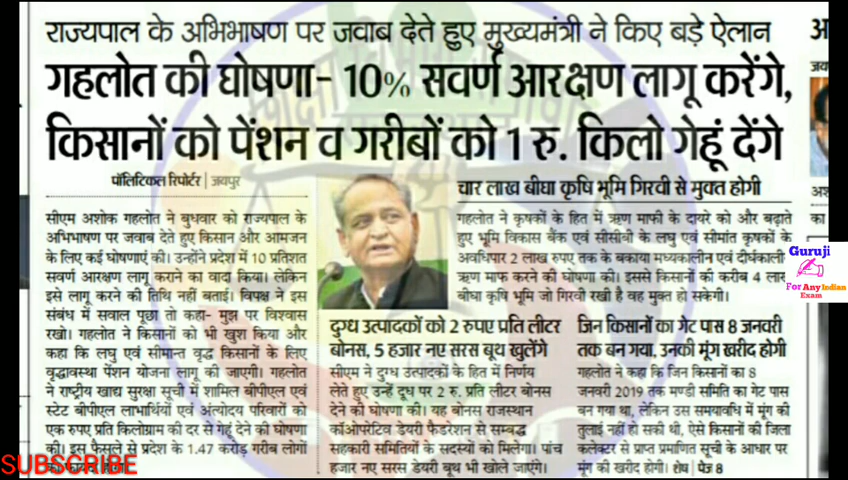 राज्यपाल के अभिभाषण पर जवाब देते हुए मुख्यमंत्री ने किए बड़े ऐलान
गहलोत की घोषणा- 10% सवर्ण आरक्षण लागू करेंगे,
किसानों को पेंशन व गरीबों को 1 रु. किलो गेहूं देंगे
पॉलिटिकल रिपोर्टर | जयपुर
सीएम अशोक गहलोत ने बुधवार को राज्यपाल के
अभिभाषण पर जवाब देते हुए किसान और आमजन
के लिए कई घोषणाएं की। उन्होंने प्रदेश में 10 प्रतिशत
सवर्ण आरक्षण लागू कराने का वादा किया। लेकिन
इसे लागू करने की तिथि नहीं बताई। विपक्ष ने इस
संबंध में सवाल पूछा तो कहा- मुझ पर विश्वास
रखो। गहलोत ने किसानों को भी खुश किया और
कहा कि लघु एवं सीमान्त वृद्ध किसानों के लिए
वृद्धावस्था पेंशन योजना लागू की जाएगी। गहलोत
ने राष्ट्रीय खाद्य सुरक्षा सूची में शामिल बीपीएल एवं
स्टेट बीपीएल लाभार्थियों एवं अंत्योदय परिवारों को
एक रुपए प्रति किलोग्राम की दर से गेहूं देने की घोषणा
की। इस फैसले से प्रदेश के 1.47 करोड़ गरीब लोगों
चार लाख बीघा कृषि भूमि गिरवी से मुक्त होगी
गहलोत ने कृषकों के हित में ऋण माफी के दायरे को और बढ़ाते
हुए भूमि विकास बैंक एवं सीसीबी के लघु एवं सीमांत कृषकों के
अवधिपार 2 लाख रुपए तक के बकाया मध्यकालीन एवं दीर्घकाली
ऋण माफ करने की घोषणा की। इससे किसानों की करीब 4 लाख
बीघा कृषि भूमि जो गिरवी रखी है वह मुक्त हो सकेगी।
दुग्ध उत्पादकों को 2 रुपए प्रति लीटर
बोनस, 5 हजार नए सरस बूथ खुलेंगे
सीएम ने दुग्ध उत्पादकों के हित में निर्णय
लेते हुए उन्हें दूध पर 2 रु. प्रति लीटर बोनस
देने की घोषणा की। यह बोनस राजस्थान
कॉओपरेटिव डेयरी फैडरेशन से सम्बद्ध
सहकारी समितियों के सदस्यों को मिलेगा। पांच
हजार नए सरस डेयरी बूथ भी खोले जाएंगे।
जिन किसानों का गेट पास 8 जनवरी
तक बन गया, उनकी मूंग खरीद होगी
गहलोत ने कहा कि जिन किसानों का 8
जनवरी 2019 तक मण्डी समिति का गेट पास
बन गया था, लेकिन उस समयावधि में मूंग की
तुलाई नहीं हो सकी थी, ऐसे किसानों की जिला
कलेक्टर से प्राप्त प्रमाणित सूची के आधार पर
मूंग की खरीद होगी। शेष | पेज 8
Guruji
For Any Indian
Exam
SUBSCRIBE